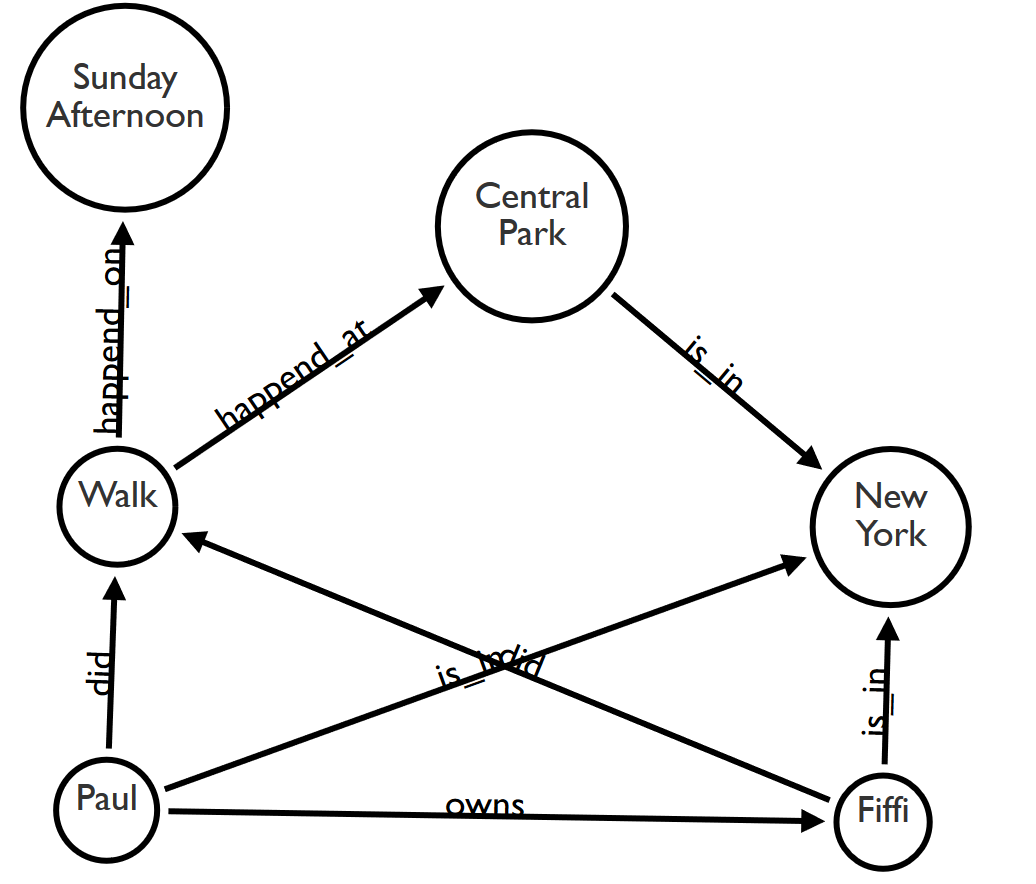 Sunday
Afternoon
Central
Park
happend_on
happend_at
is_in
Walk
New
York
did
is_in
did
is_in
Paul
owns
Fiffi